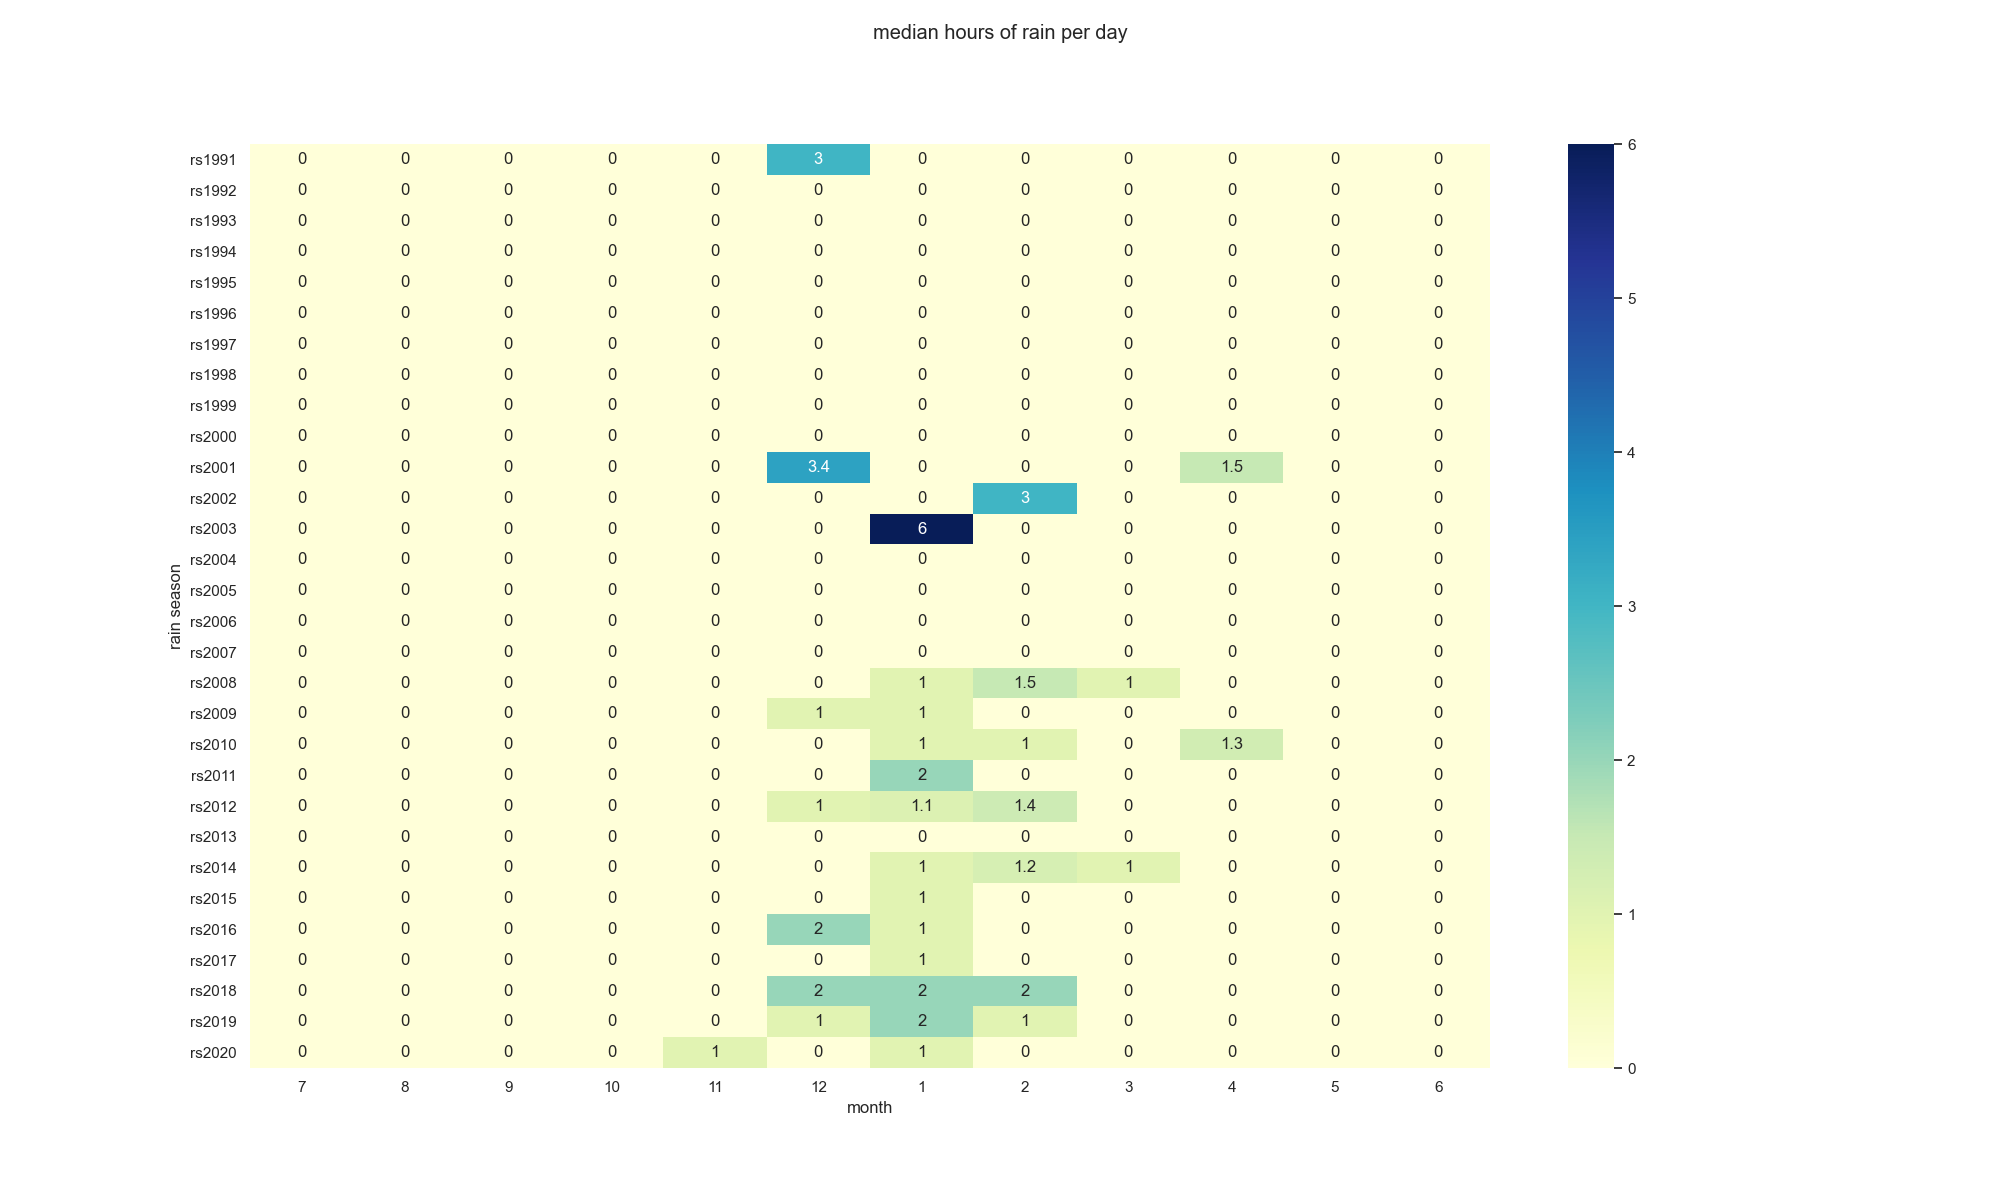 median hours of rain per day
rs1991 0 0 0 0 0 3 0 0 0 0 0 0
rs1992 0 0 0 0 0 0 0 0 0 0 0 0
rs1993 0 0 0 0 0 0 0 0 0 0 0 0
rs1994 0 0 0 0 0 0 0 0 0 0 0 0
rs1995 0 0 0 0 0 0 0 0 0 0 0 0
rs1996 0 0 0 0 0 0 0 0 0 0 0 0
rs1997 0 0 0 0 0 0 0 0 0 0 0 0
rs1998 0 0 0 0 0 0 0 0 0 0 0 0
rs1999 0 0 0 0 0 0 0 0 0 0 0 0
rs2000 0 0 0 0 0 0 0 0 0 0 0 0
rs2001 0 0 0 0 0 3.4 0 0 0 1.5 0 0
rs2002 0 0 0 0 0 0 0 3 0 0 0 0
rs2003 0 0 0 0 0 0 6 0 0 0 0 0
rs2004 0 0 0 0 0 0 0 0 0 0 0 0
rs2005 0 0 0 0 0 0 0 0 0 0 0 0
rs2006 0 0 0 0 0 0 0 0 0 0 0 0
rs2007 0 0 0 0 0 0 0 0 0 0 0 0
rs2008 0 0 0 0 0 0 1 1.5 1 0 0 0
rs2009 0 0 0 0 0 1 1 0 0 0 0 0
rs2010 0 0 0 0 0 0 1 1 0 1.3 0 0
rs2011 0 0 0 0 0 0 2 0 0 0 0 0
rs2012 0 0 0 0 0 1 1.1 1.4 0 0 0 0
rs2013 0 0 0 0 0 0 0 0 0 0 0 0
rs2014 0 0 0 0 0 0 1 1.2 1 0 0 0
rs2015 0 0 0 0 0 0 1 0 0 0 0 0
rs2016 0 0 0 0 0 2 1 0 0 0 0 0
rs2017 0 0 0 0 0 0 1 0 0 0 0 0
rs2018 0 0 0 0 0 2 2 2 0 0 0 0
rs2019 0 0 0 0 0 1 2 1 0 0 0 0
rs2020 0 0 0 0 1 0 1 0 0 0 0 0
7 8 9 10 11 12 1 2 3 4 5 6
month
rain season
6
5
4
3
2
1
0